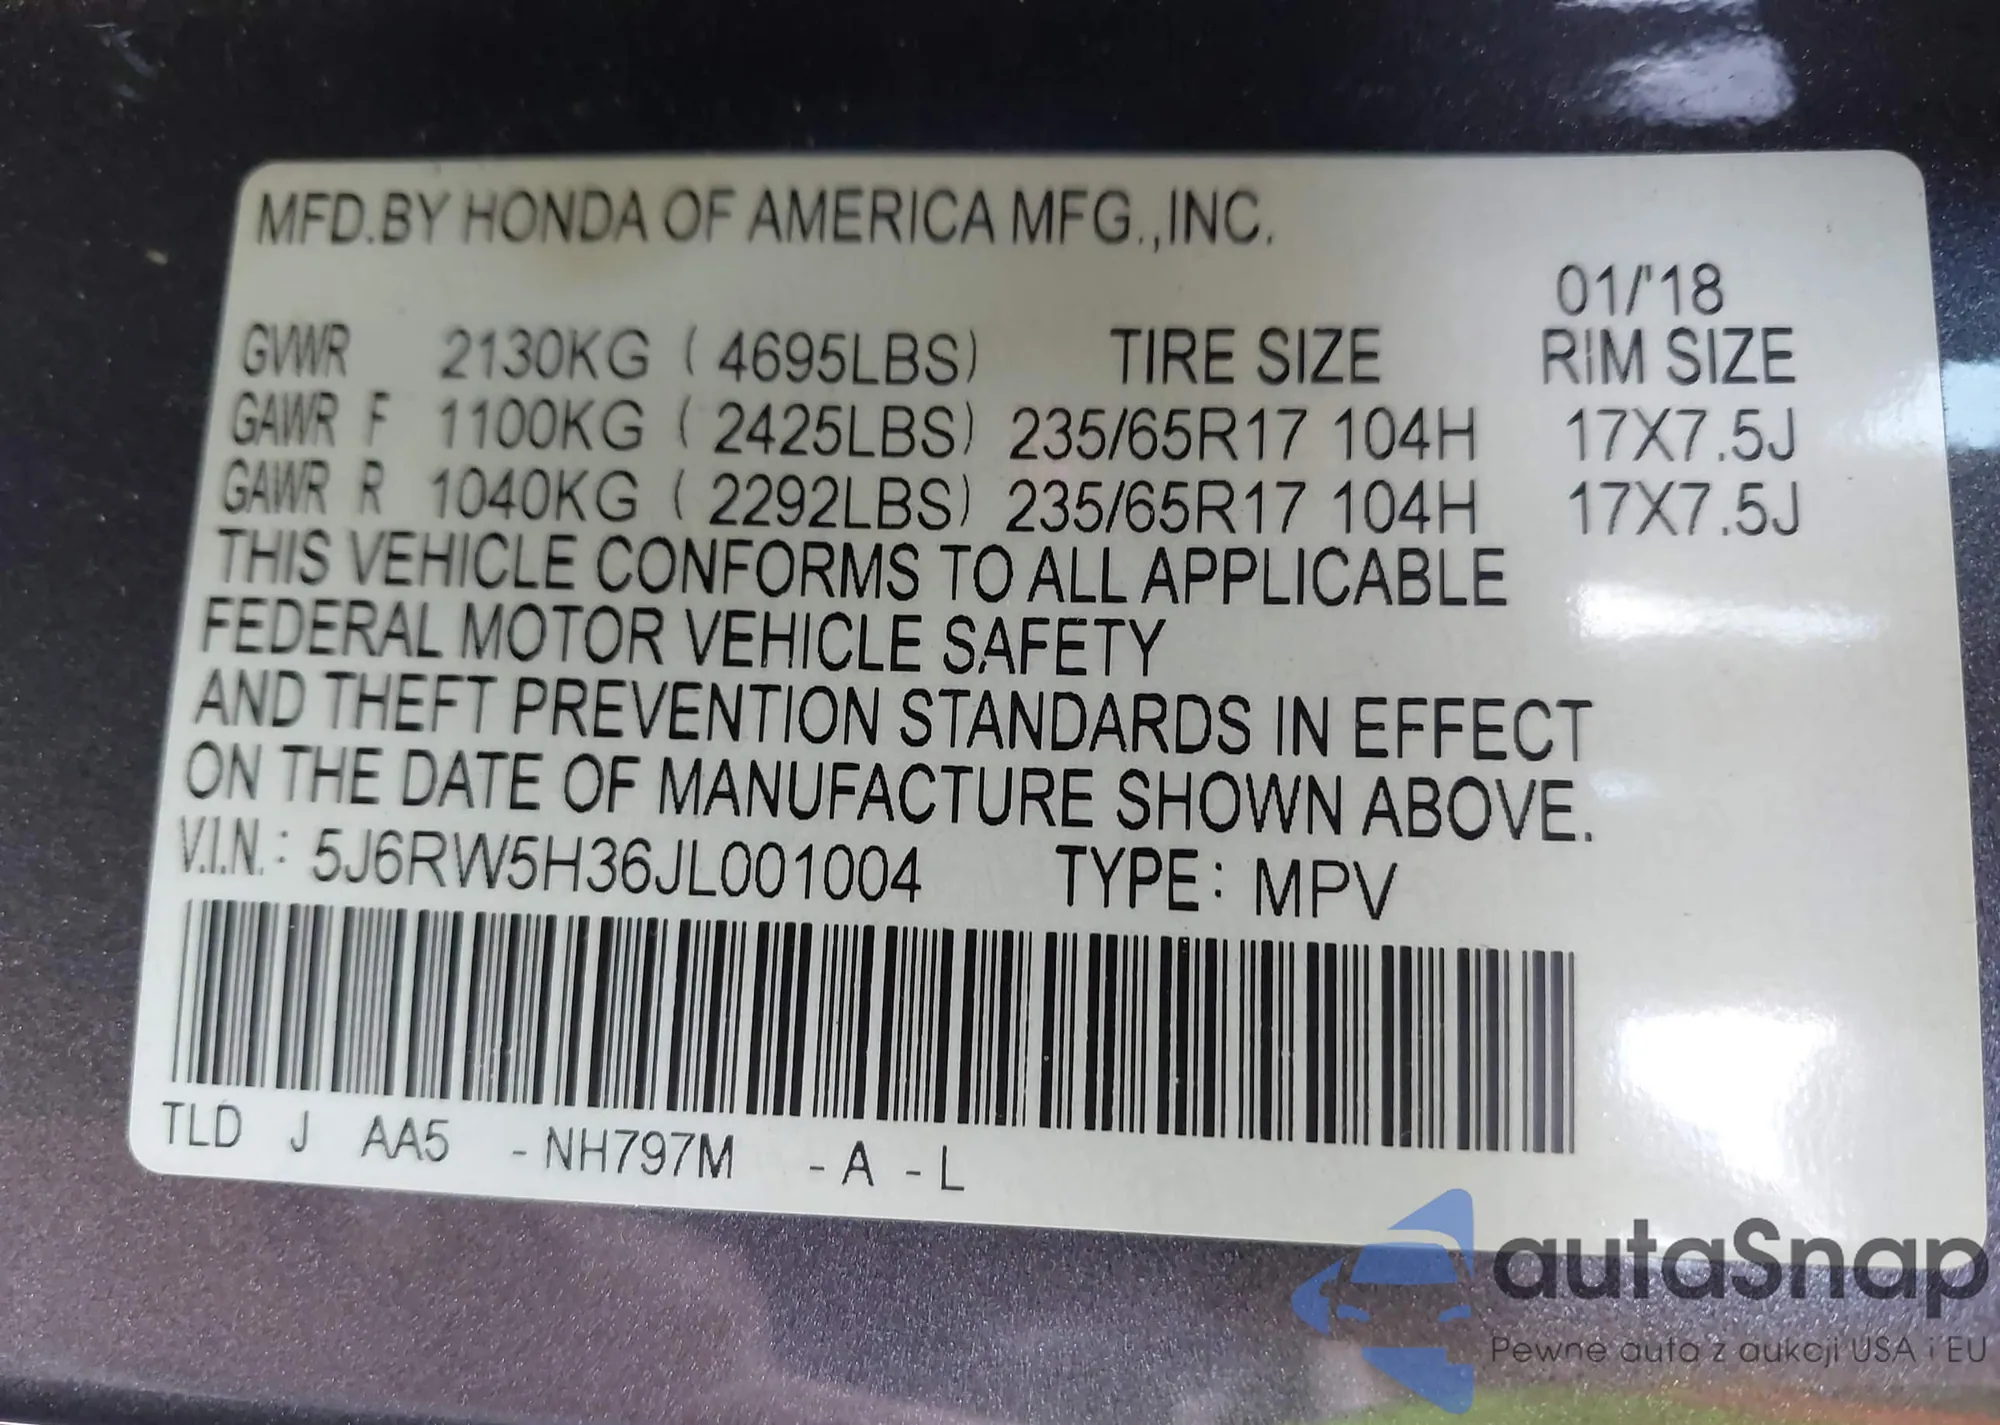 MFD.BY HONDA OF AMERICA MFG.,INC.
01/'18
GVWR 2130KG ( 4695LBS) TIRE SIZE RIM SIZE
GAWR F 1100KG ( 2425LBS) 235/65R17 104H 17X7.5J
GAWR R 1040KG ( 2292LBS) 235/65R17 104H 17X7.5J
THIS VEHICLE CONFORMS TO ALL APPLICABLE
FEDERAL MOTOR VEHICLE SAFETY
AND THEFT PREVENTION STANDARDS IN EFFECT
ON THE DATE OF MANUFACTURE SHOWN ABOVE.
V.I.N.: 5J6RW5H36JL001004 TYPE: MPV
TLD J AA5 -NH797M -A -L
autaSnap
Pewne auta z aukcji USA i EU